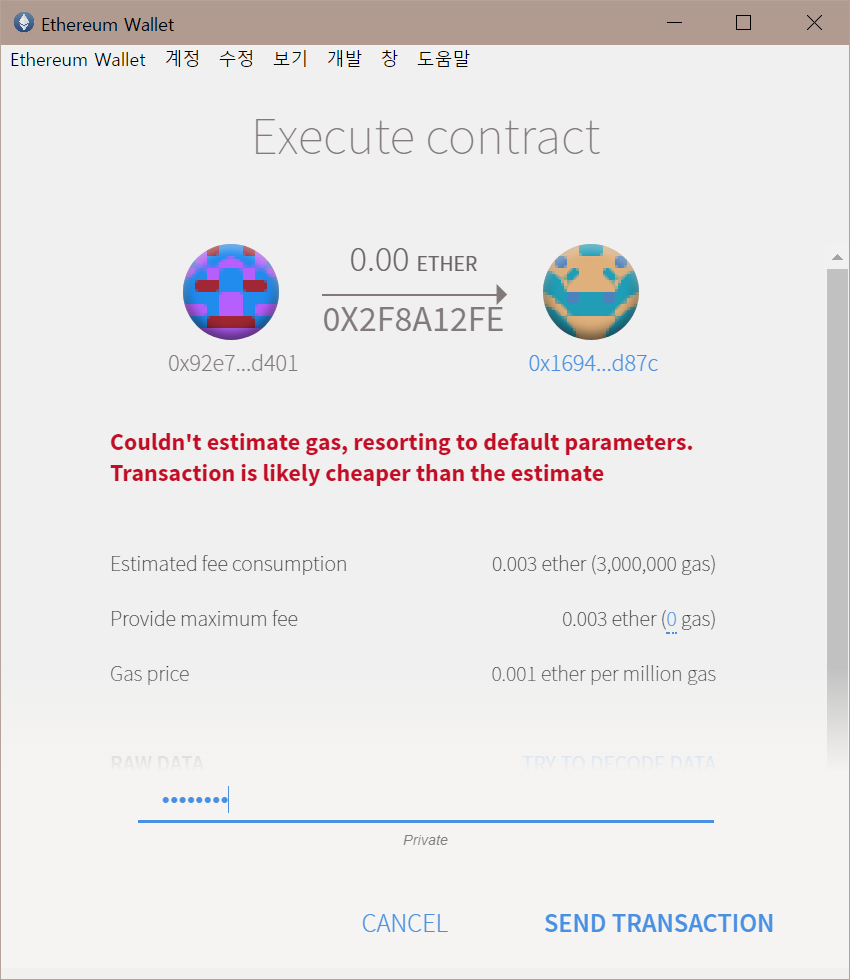 Ethereum Wallet
Ethereum Wallet 계정 수정 보기 개발 창 도움말
Execute contract
0.00 ETHER
0X2F8A12FE
0x92e7...d401 0x1694...d87c
Couldn't estimate gas, resorting to default parameters.
Transaction is likely cheaper than the estimate
Estimated fee consumption 0.003 ether (3,000,000 gas)
Provide maximum fee 0.003 ether (0 gas)
Gas price 0.001 ether per million gas
RAW DATA TRY TO DECODE DATA
••••••••
Private
CANCEL SEND TRANSACTION